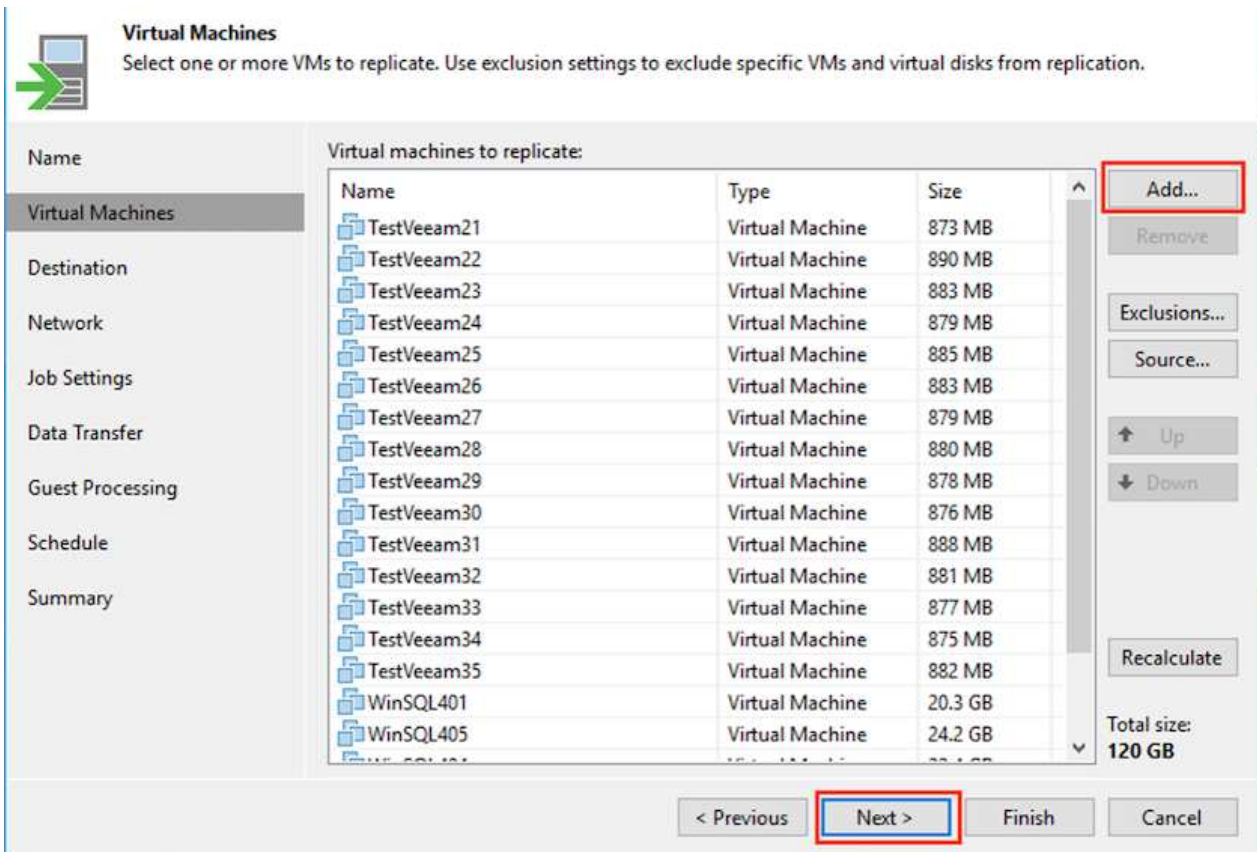 Virtual Machines
Select one or more VMs to replicate. Use exclusion settings to exclude specific VMs and virtual disks from replication.
Name
Virtual Machines
Destination
Network
Job Settings
Data Transfer
Guest Processing
Schedule
Summary
Virtual machines to replicate:
Name Type Size
TestVeeam21 Virtual Machine 873 MB
TestVeeam22 Virtual Machine 890 MB
TestVeeam23 Virtual Machine 883 MB
TestVeeam24 Virtual Machine 879 MB
TestVeeam25 Virtual Machine 885 MB
TestVeeam26 Virtual Machine 883 MB
TestVeeam27 Virtual Machine 879 MB
TestVeeam28 Virtual Machine 880 MB
TestVeeam29 Virtual Machine 878 MB
TestVeeam30 Virtual Machine 876 MB
TestVeeam31 Virtual Machine 888 MB
TestVeeam32 Virtual Machine 881 MB
TestVeeam33 Virtual Machine 877 MB
TestVeeam34 Virtual Machine 875 MB
TestVeeam35 Virtual Machine 882 MB
WinSQL401 Virtual Machine 20.3 GB
WinSQL405 Virtual Machine 24.2 GB
Add...
Remove
Exclusions...
Source...
Up
Down
Recalculate
Total size:
120 GB
< Previous
Next >
Finish
Cancel